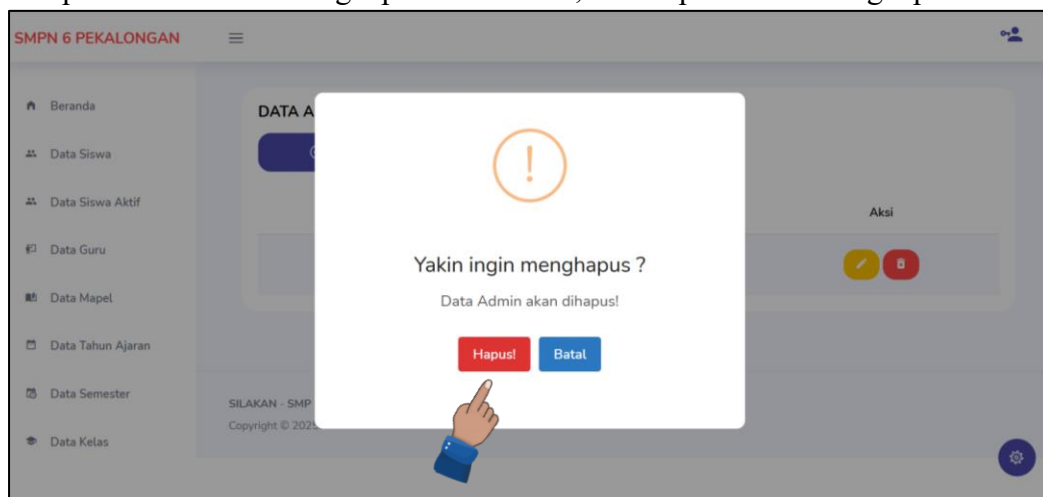 SMPN 6 PEKALONGAN
Beranda
Data Siswa
Data Siswa Aktif
Data Guru
Data Mapel
Data Tahun Ajaran
Data Semester
Data Kelas
DATA A
Aksi
Yakin ingin menghapus ?
Data Admin akan dihapus!
Hapus! Batal
SILAKAN - SMP
Copyright © 202